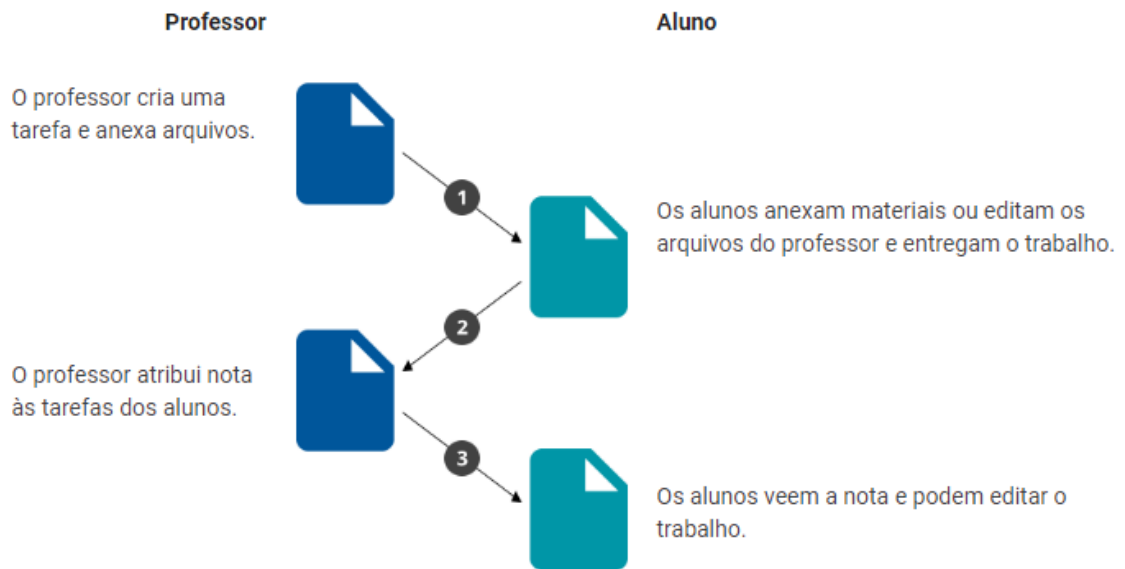 Professor
Aluno
O professor cria uma
tarefa e anexa arquivos.
1
Os alunos anexam materiais ou editam os
arquivos do professor e entregam o trabalho.
2
O professor atribui nota
às tarefas dos alunos.
3
Os alunos veem a nota e podem editar o
trabalho.